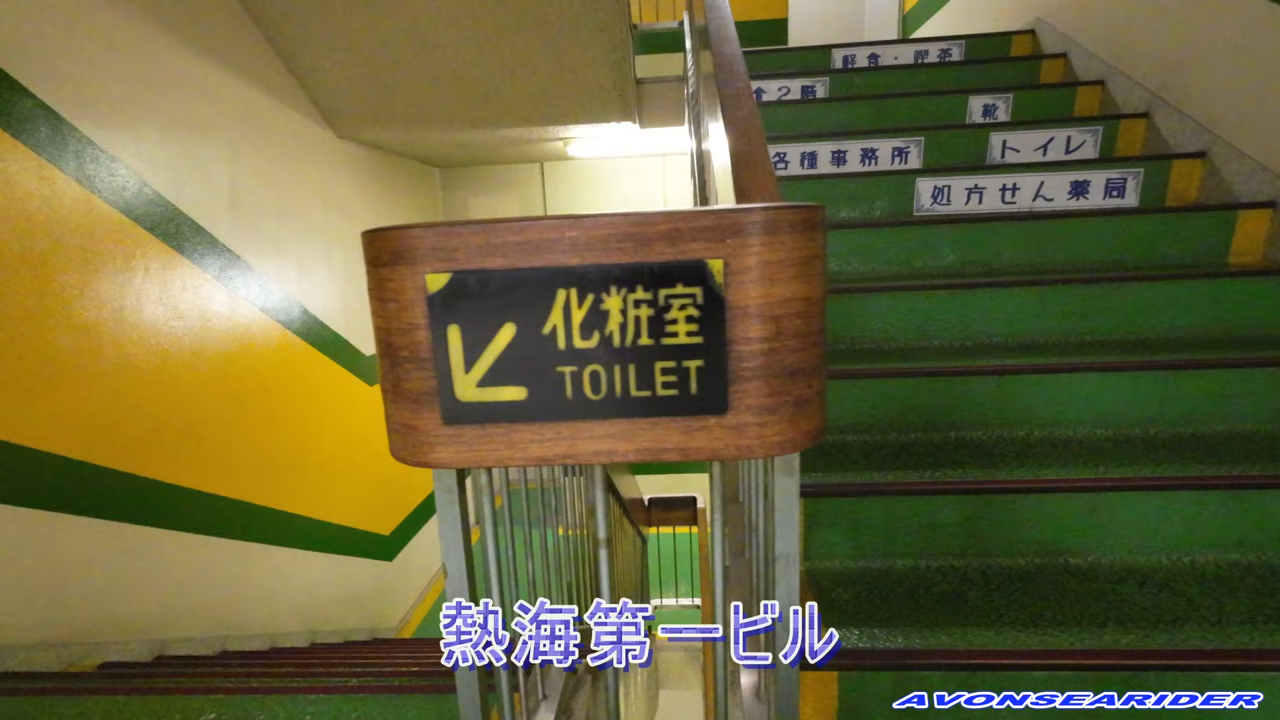 軽食・喫茶
食2階
靴
各種事務所
トイレ
処方せん薬局
化粧室
TOILET
熱海第一ビル
AVONSEARIDER